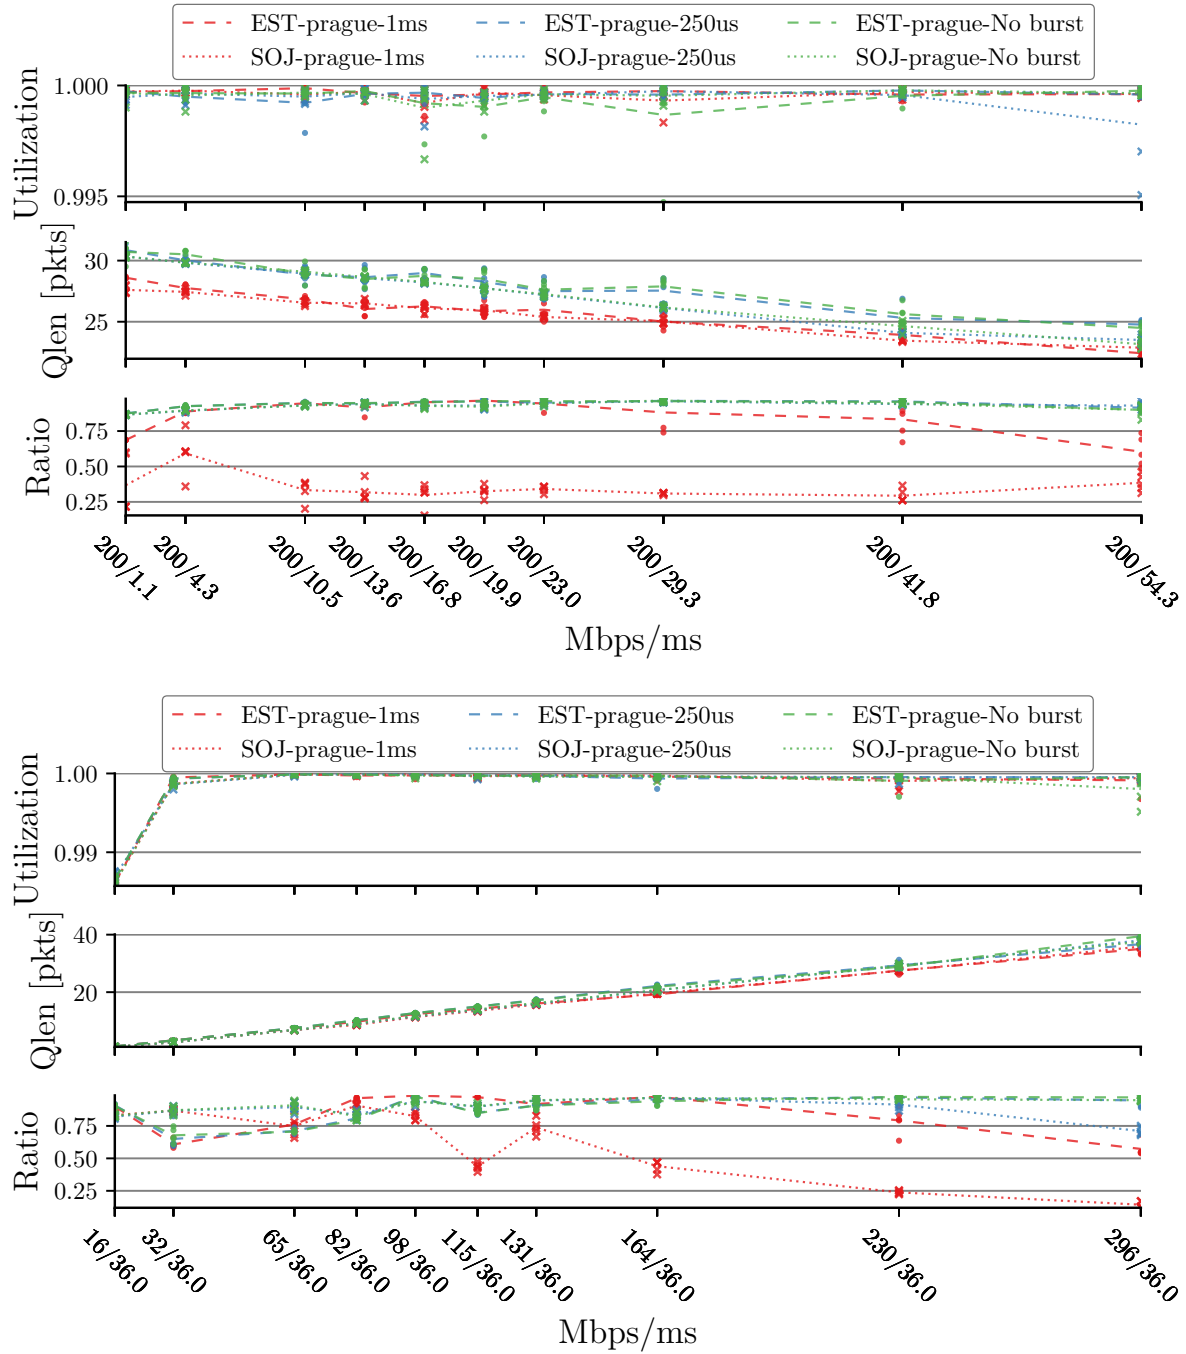 EST-prague-1ms EST-prague-250us EST-prague-No burst
SOJ-prague-1ms SOJ-prague-250us SOJ-prague-No burst
Utilization
1.000
0.995
Qlen [pkts]
30
25
Ratio
0.75
0.50
0.25
200/1.1 200/4.3 200/10.5 200/13.6 200/16.8 200/19.9 200/23.0 200/29.3 200/41.8 200/54.3
Mbps/ms
EST-prague-1ms EST-prague-250us EST-prague-No burst
SOJ-prague-1ms SOJ-prague-250us SOJ-prague-No burst
Utilization
1.00
0.99
Qlen [pkts]
40
20
Ratio
0.75
0.50
0.25
16/36.0 32/36.0 65/36.0 82/36.0 98/36.0 115/36.0 131/36.0 164/36.0 230/36.0 296/36.0
Mbps/ms